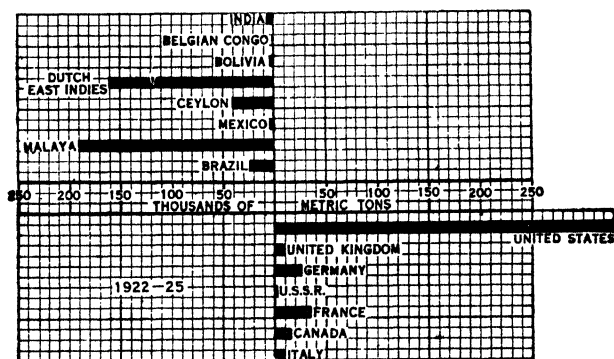 INDIA
BELGIAN CONGO
BOLIVIA
DUTCH
EAST INDIES
CEYLON
MEXICO
MALAYA
BRAZIL
250 200 150 100 50 0 50 100 150 200 250
THOUSANDS OF METRIC TONS
UNITED STATES
UNITED KINGDOM
GERMANY
1922-25
U.S.S.R.
FRANCE
CANADA
ITALY